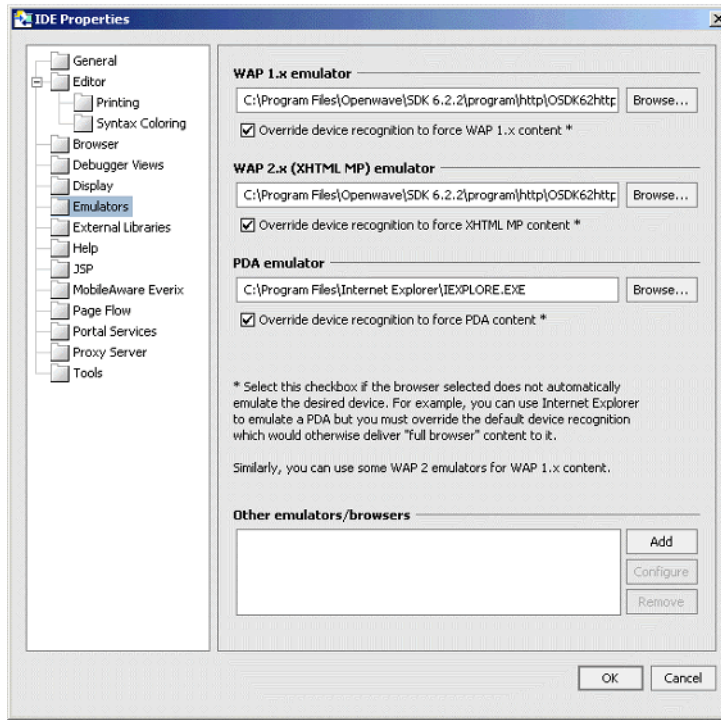 IDE Properties
General
Editor
Printing
Syntax Coloring
Browser
Debugger Views
Display
Emulators
External Libraries
Help
JSP
MobileAware Everix
Page Flow
Portal Services
Proxy Server
Tools
WAP 1.x emulator
C:\Program Files\Openwave\SDK 6.2.2\program\http\OSDK62http Browse...
Override device recognition to force WAP 1.x content *
WAP 2.x (XHTML MP) emulator
C:\Program Files\Openwave\SDK 6.2.2\program\http\OSDK62http Browse...
Override device recognition to force XHTML MP content *
PDA emulator
C:\Program Files\Internet Explorer\IEXPLORE.EXE Browse...
Override device recognition to force PDA content *
* Select this checkbox if the browser selected does not automatically
emulate the desired device. For example, you can use Internet Explorer
to emulate a PDA but you must override the default device recognition
which would otherwise deliver "full browser" content to it.
Similarly, you can use some WAP 2 emulators for WAP 1.x content.
Other emulators/browsers
Add
Configure
Remove
OK Cancel